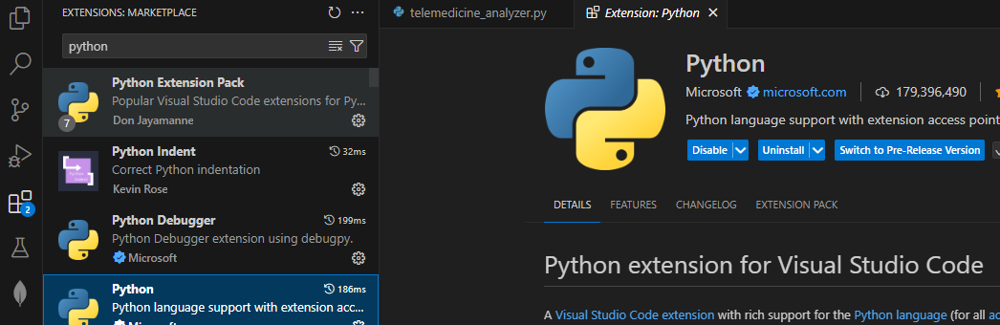 EXTENSIONS: MARKETPLACE
python
Python Extension Pack
Popular Visual Studio Code extensions for Py...
Don Jayamanne
7
Python Indent
32ms
Correct Python indentation
Kevin Rose
Python Debugger
199ms
Python Debugger extension using debugpy.
Microsoft
Python
186ms
Python language support with extension acc...
Microsoft
2
telemedicine_analyzer.py
Extension: Python
Python
Microsoft
microsoft.com
179,396,490
Python language support with extension access point
Disable
Uninstall
Switch to Pre-Release Version
DETAILS
FEATURES
CHANGELOG
EXTENSION PACK
Python extension for Visual Studio Code
A Visual Studio Code extension with rich support for the Python language (for all ac